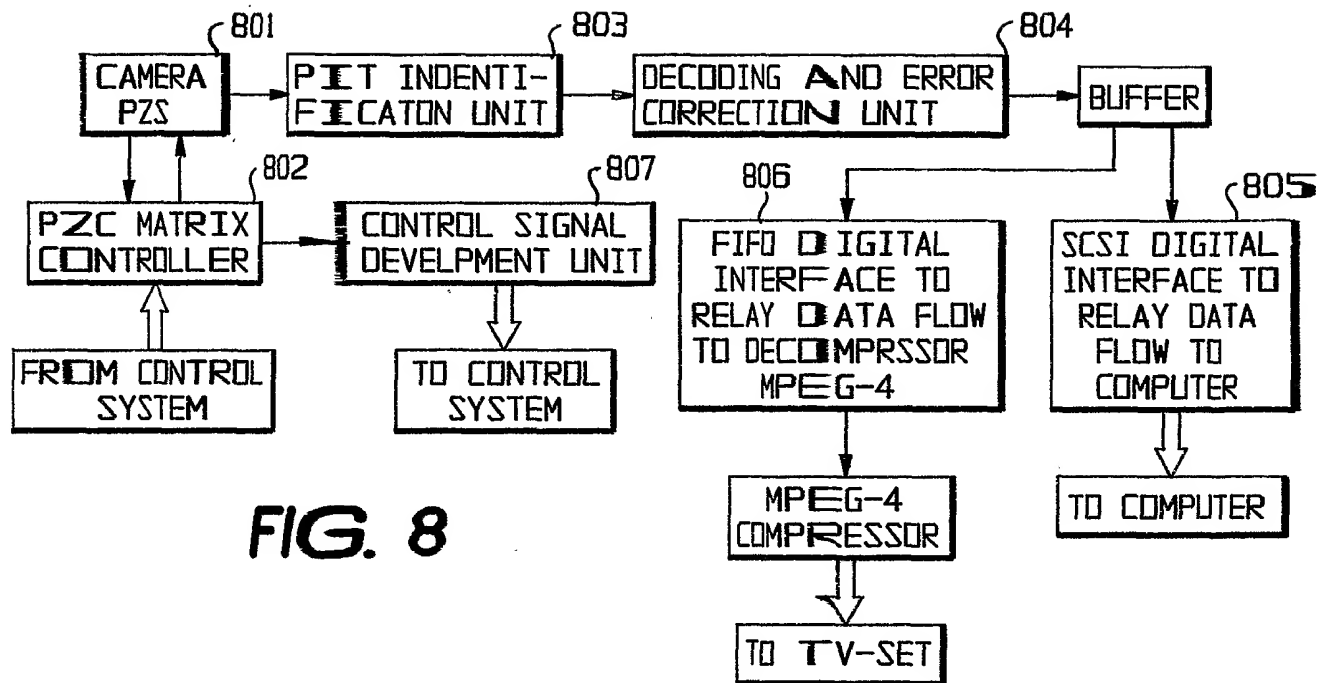 801
CAMERA
PZS
803
PIT INDENTI-
FICATON UNIT
804
DECODING AND ERROR
CORRECTION UNIT
BUFFER
802
PZC MATRIX
CONTROLLER
807
CONTROL SIGNAL
DEVELPMENT UNIT
806
FIFO DIGITAL
INTERFACE TO
RELAY DATA FLOW
TO DECOMPRSSOR
MPEG-4
805
SCSI DIGITAL
INTERFACE TO
RELAY DATA
FLOW TO
COMPUTER
FROM CONTROL
SYSTEM
TO CONTROL
SYSTEM
MPEG-4
COMPRESSOR
TO COMPUTER
TO TV-SET
FIG. 8